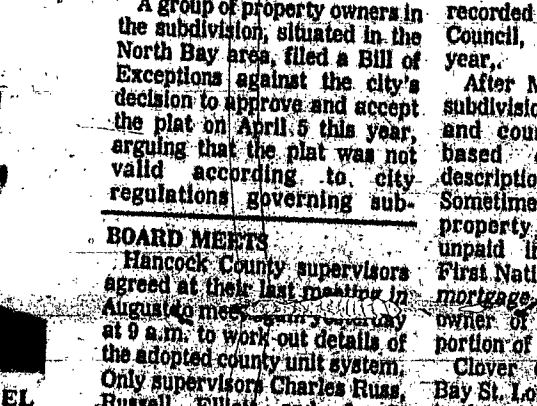 A group of property owners in
the subdivision, situated in the
North Bay area, filed a Bill of
Exceptions against the city's
decision to approve and accept
the plat on April 5 this year,
arguing that the plat was not
valid according to city
regulations governing sub-
BOARD MEETS
Hancock County supervisors
agreed at their last meeting in
August to meet
at 9 a.m. to work out details of
the adopted county unit system.
Only supervisors Charles Russ,
EL
recorded
Council,
year,.
After
subdivisio
and cou
based
descriptio
Sometime
property
unpaid
First Nati
mortgage,
owner of
portion of
Clover
Bay St. Lo